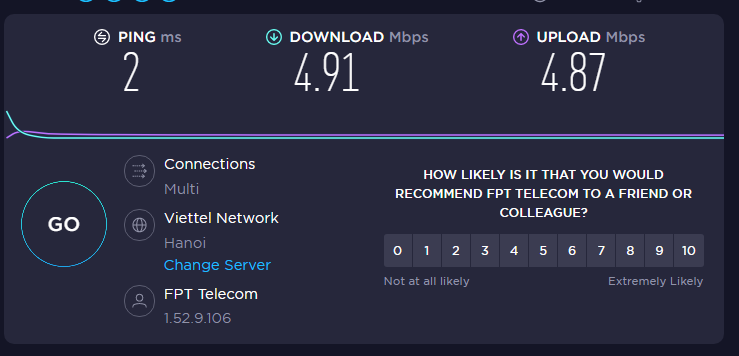 PING ms
DOWNLOAD Mbps
UPLOAD Mbps
2
4.91
4.87
GO
Connections
Multi
Viettel Network
Hanoi
Change Server
FPT Telecom
1.52.9.106
HOW LIKELY IS IT THAT YOU WOULD
RECOMMEND FPT TELECOM TO A FRIEND OR
COLLEAGUE?
0 1 2 3 4 5 6 7 8 9 10
Not at all likely
Extremely Likely